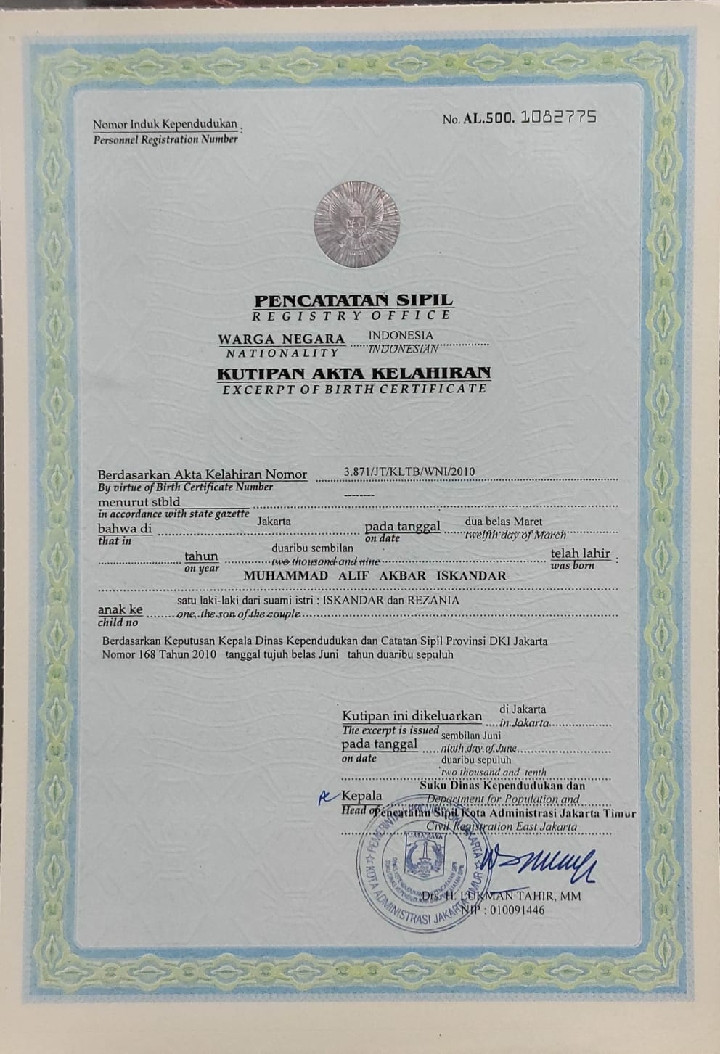 Nomor Induk Kependudukan :
Personnel Registration Number
No. AL.500. 1062775
PENCATATAN SIPIL
REGISTRY OFFICE
WARGA NEGARA INDONESIA
NATIONALITY INDONESIAN
KUTIPAN AKTA KELAHIRAN
EXCERPT OF BIRTH CERTIFICATE
Berdasarkan Akta Kelahiran Nomor 3.871/JT/KLTB/WNI/2010
By virtue of Birth Certificate Number
menurut stbld --------
in accordance with state gazette
bahwa di Jakarta pada tanggal dua belas Maret
that in on date twelfth day of March
tahun duaribu sembilan telah lahir :
on year two thousand and nine was born
MUHAMMAD ALIF AKBAR ISKANDAR
anak ke satu laki-laki dari suami istri : ISKANDAR dan REZANIA
child no one, the son of the couple
Berdasarkan Keputusan Kepala Dinas Kependudukan dan Catatan Sipil Provinsi DKI Jakarta
Nomor 168 Tahun 2010 tanggal tujuh belas Juni tahun duaribu sepuluh
Kutipan ini dikeluarkan di Jakarta
The excerpt is issued in Jakarta
pada tanggal sembilan Juni
on date ninth day of June
duaribu sepuluh
two thousand and tenth
Kepala Suku Dinas Kependudukan dan
Head of Department for Population and
Pencatatan Sipil Kota Administrasi Jakarta Timur
Civil Registration East Jakarta
KOTA ADMINISTRASI JAKARTA TIMUR
H. LUKMAN TAHIR, MM
NIP : 010091446